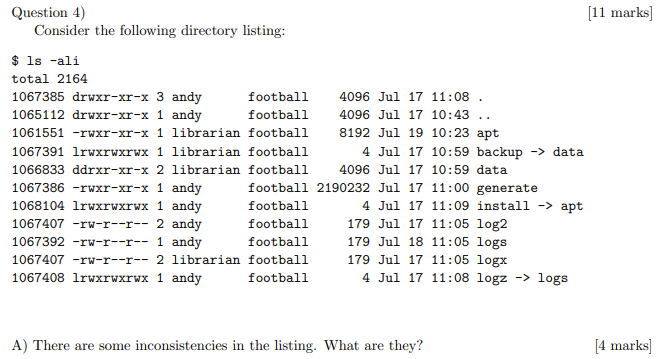 Question 4) [11 marks]
Consider the following directory listing:
$ ls -ali
total 2164
1067385 drwxr-xr-x 3 andy football 4096 Jul 17 11:08 .
1065112 drwxr-xr-x 1 andy football 4096 Jul 17 10:43 ..
1061551 -rwxr-xr-x 1 librarian football 8192 Jul 19 10:23 apt
1067391 lrwxrwxrwx 1 librarian football 4 Jul 17 10:59 backup -> data
1066833 ddrxr-xr-x 2 librarian football 4096 Jul 17 10:59 data
1067386 -rwxr-xr-x 1 andy football 2190232 Jul 17 11:00 generate
1068104 lrwxrwxrwx 1 andy football 4 Jul 17 11:09 install -> apt
1067407 -rw-r--r-- 2 andy football 179 Jul 17 11:05 log2
1067392 -rw-r--r-- 1 andy football 179 Jul 18 11:05 logs
1067407 -rw-r--r-- 2 librarian football 179 Jul 17 11:05 logx
1067408 lrwxrwxrwx 1 andy football 4 Jul 17 11:08 logz -> logs
A) There are some inconsistencies in the listing. What are they? [4 marks]